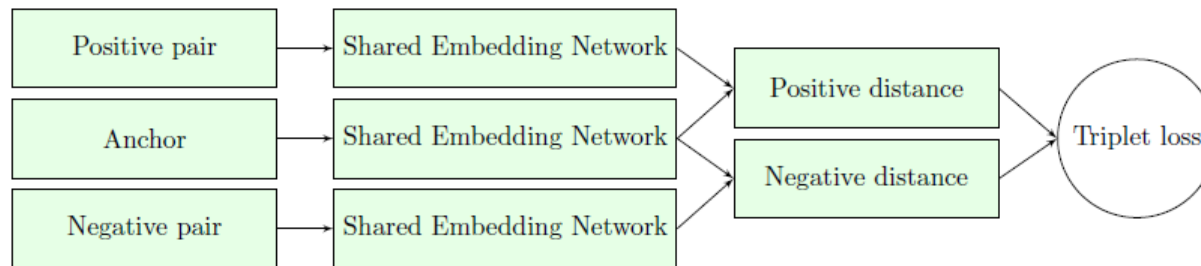 Positive pair
Shared Embedding Network
Positive distance
Anchor
Shared Embedding Network
Triplet loss
Negative distance
Negative pair
Shared Embedding Network